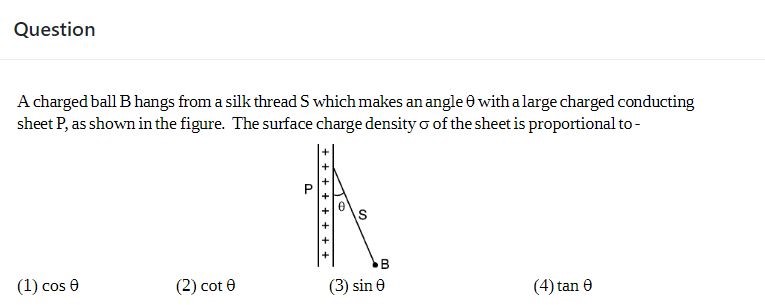 Question
A charged ball B hangs from a silk thread S which makes an angle θ with a large charged conducting
sheet P, as shown in the figure. The surface charge density σ of the sheet is proportional to -
+
+
+
P
+
+
θ
S
+
+
+
B
(1) cos θ (2) cot θ (3) sin θ (4) tan θ